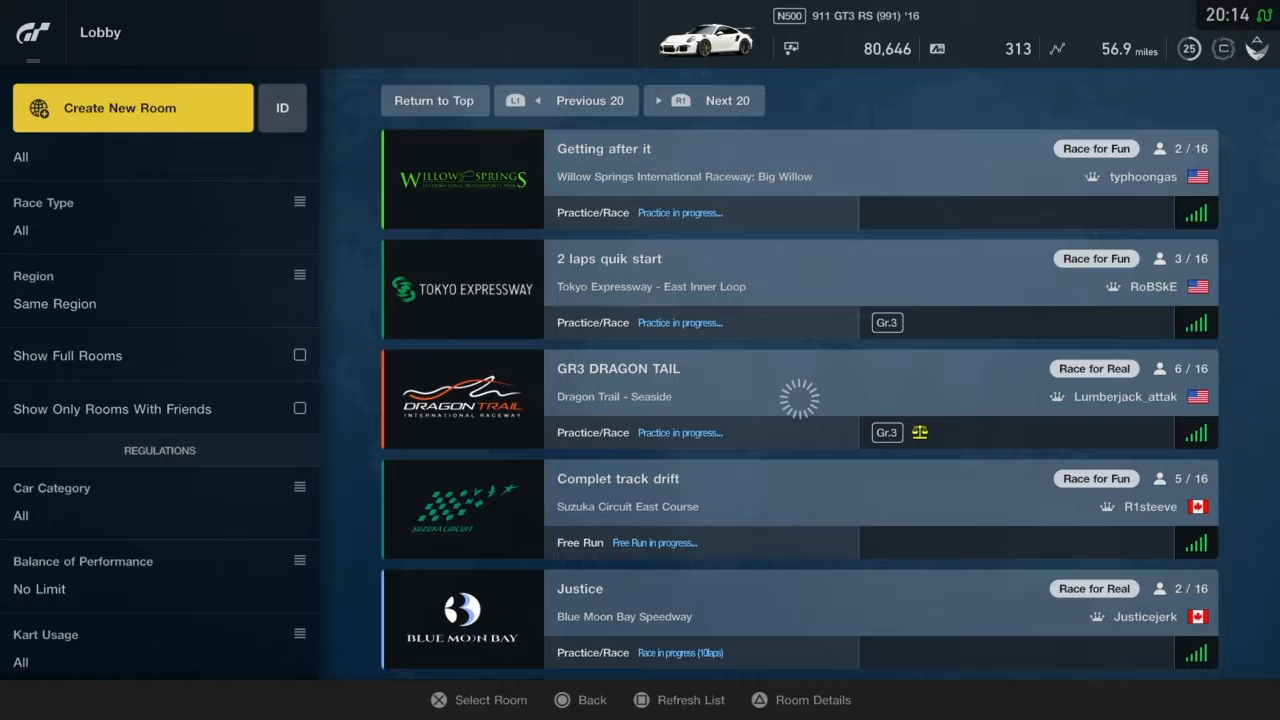 Lobby
N500 911 GT3 RS (991) '16
20:14
80,646
313
56.9 miles
25
C
Create New Room
ID
All
Race Type
All
Region
Same Region
Show Full Rooms
Show Only Rooms With Friends
REGULATIONS
Car Category
All
Balance of Performance
No Limit
Kart Usage
All
Return to Top
L1 Previous 20
R1 Next 20
WILLOW SPRINGS
INTERNATIONAL MOTORSPORTS PARK
Getting after it
Race for Fun 2 / 16
Willow Springs International Raceway: Big Willow
typhoongas
Practice/Race Practice in progress...
TOKYO EXPRESSWAY
2 laps quik start
Race for Fun 3 / 16
Tokyo Expressway - East Inner Loop
RoBSkE
Practice/Race Practice in progress...
Gr.3
DRAGON TRAIL
INTERNATIONAL RACEWAY
GR3 DRAGON TAIL
Race for Real 6 / 16
Dragon Trail - Seaside
Lumberjack_attak
Practice/Race Practice in progress...
Gr.3
SUZUKA CIRCUIT
Complet track drift
Race for Fun 5 / 16
Suzuka Circuit East Course
R1steeve
Free Run Free Run in progress...
BLUE MOON BAY
Justice
Race for Real 2 / 16
Blue Moon Bay Speedway
Justicejerk
Practice/Race Race in progress (10laps)
Select Room
Back
Refresh List
Room Details